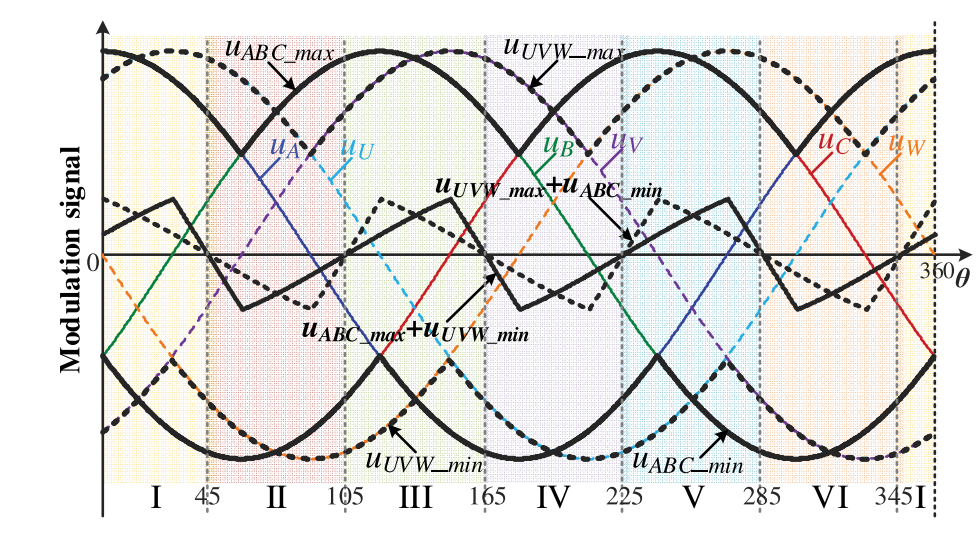 Modulation signal
u_ABC_max
u_UVW_max
u_A
u_U
u_B
u_V
u_C
u_W
u_UVW_max+u_ABC_min
0
360 θ
u_ABC_max+u_UVW_min
u_UVW_min
u_ABC_min
I 45 II 105 III 165 IV 225 V 285 VI 345 I